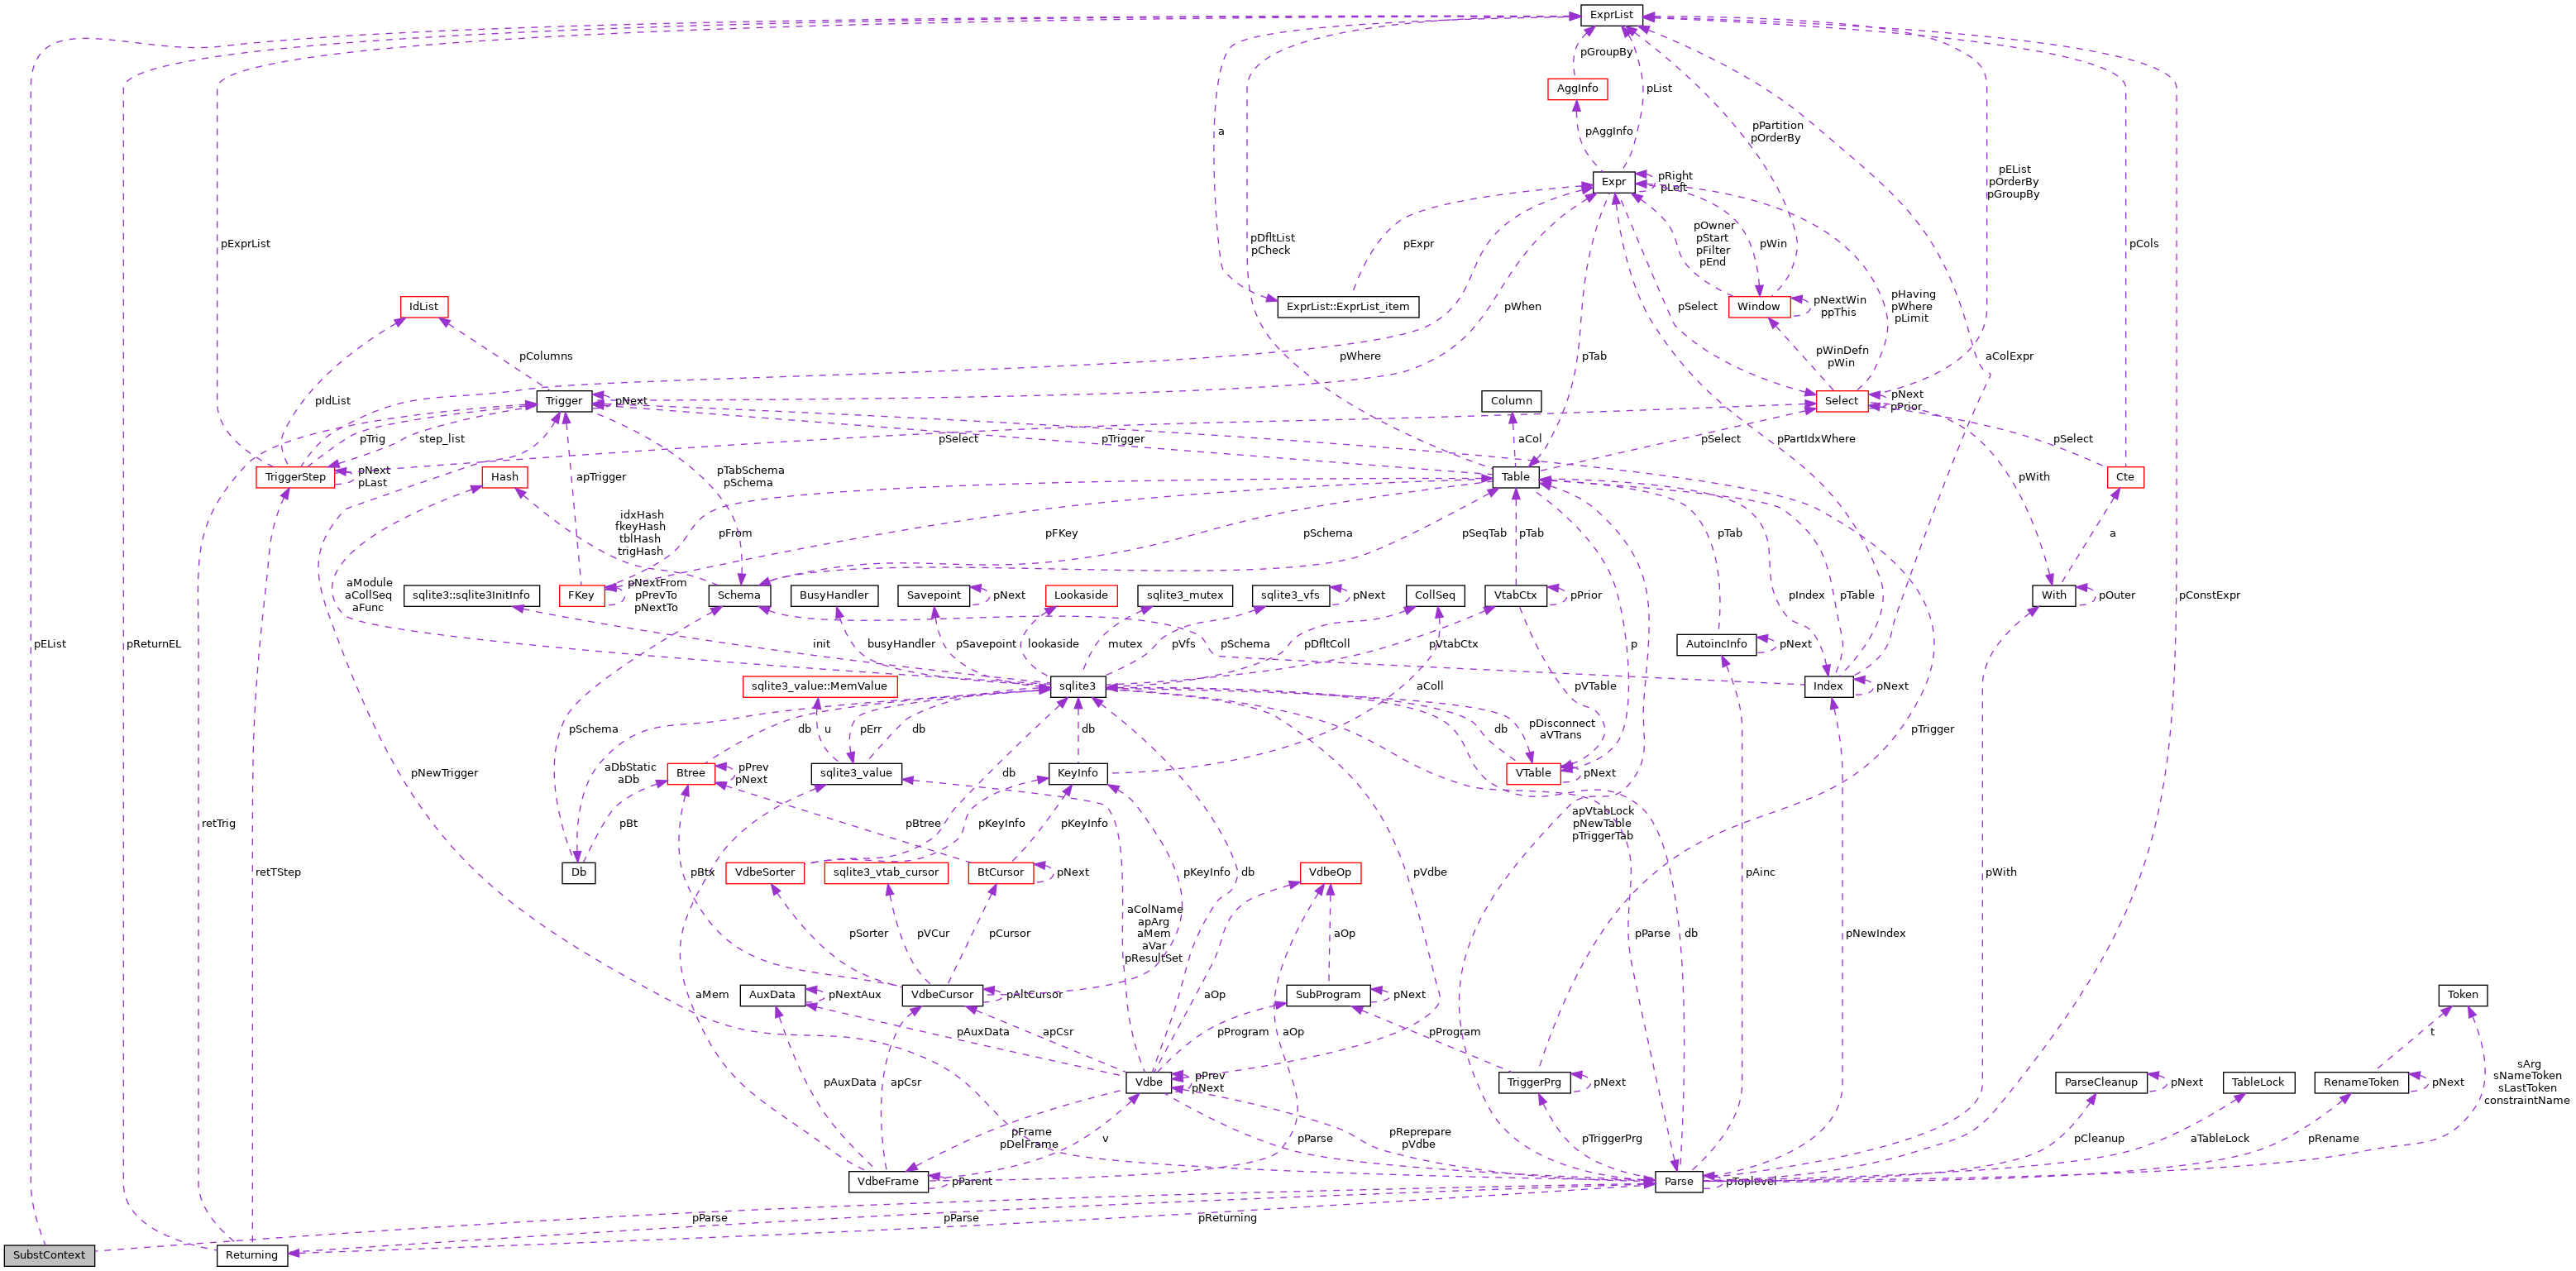 ExprList
pGroupBy
AggInfo
pList
a
pAggInfo
pPartition
pOrderBy
Expr
pRight
pLeft
pEList
pOrderBy
pGroupBy
pExprList
pDfltList
pCheck
pExpr
pOwner
pStart
pFilter
pEnd
pWin
pCols
IdList
ExprList::ExprList_item
pWhen
pSelect
Window
pNextWin
ppThis
pHaving
pWhere
pLimit
pColumns
pWhere
pTab
pWinDefn
pWin
aColExpr
pIdList
Trigger
pNext
Column
Select
pNext
pPrior
pTrig
step_list
pSelect
pTrigger
aCol
pSelect
pPartIdxWhere
pSelect
TriggerStep
pNext
pLast
Hash
apTrigger
pTabSchema
pSchema
Table
pWith
Cte
idxHash
fkeyHash
tblHash
trigHash
pFrom
pFKey
pSchema
pSeqTab
pTab
pTab
a
aModule
aCollSeq
aFunc
sqlite3::sqlite3InitInfo
FKey
pNextFrom
pPrevTo
pNextTo
Schema
BusyHandler
Savepoint
pNext
Lookaside
sqlite3_mutex
sqlite3_vfs
pNext
CollSeq
VtabCtx
pPrior
pIndex
pTable
With
pOuter
pConstExpr
pEList
pReturnEL
init
busyHandler
pSavepoint
lookaside
mutex
pVfs
pSchema
pDfltColl
pVtabCtx
p
AutoincInfo
pNext
sqlite3_value::MemValue
sqlite3
aColl
pVTable
Index
pNext
pSchema
db
u
pErr
db
db
db
pDisconnect
aVTrans
pTrigger
pNewTrigger
aDbStatic
aDb
Btree
pPrev
pNext
sqlite3_value
db
KeyInfo
VTable
pNext
retTrig
pBt
pBtree
pKeyInfo
pKeyInfo
apVtabLock
pNewTable
pTriggerTab
retTStep
Db
pBtx
VdbeSorter
sqlite3_vtab_cursor
BtCursor
pNext
pKeyInfo
db
VdbeOp
pVdbe
pAinc
pWith
pSorter
pVCur
pCursor
aColName
apArg
aMem
aVar
pResultSet
aOp
pParse
db
pNewIndex
aMem
AuxData
pNextAux
VdbeCursor
pAltCursor
aOp
SubProgram
pNext
Token
pAuxData
apCsr
pProgram
aOp
pProgram
t
pAuxData
apCsr
Vdbe
pPrev
pNext
TriggerPrg
pNext
ParseCleanup
pNext
TableLock
RenameToken
pNext
sArg
sNameToken
sLastToken
constraintName
pFrame
pDelFrame
v
pParse
pReprepare
pVdbe
pTriggerPrg
pCleanup
aTableLock
pRename
VdbeFrame
pParent
Parse
pToplevel
pParse
pParse
pReturning
SubstContext
Returning